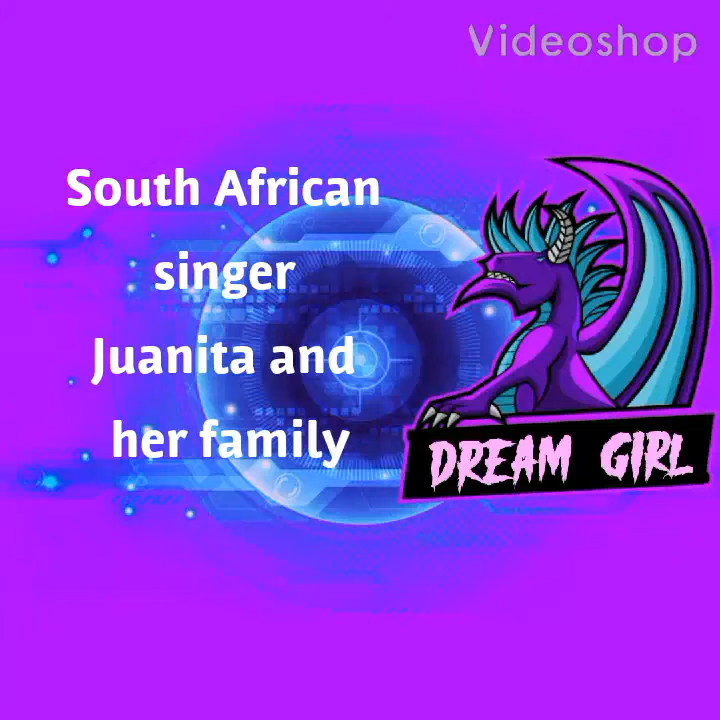 Videoshop
South African
singer
Juanita and
her family
DREAM GIRL